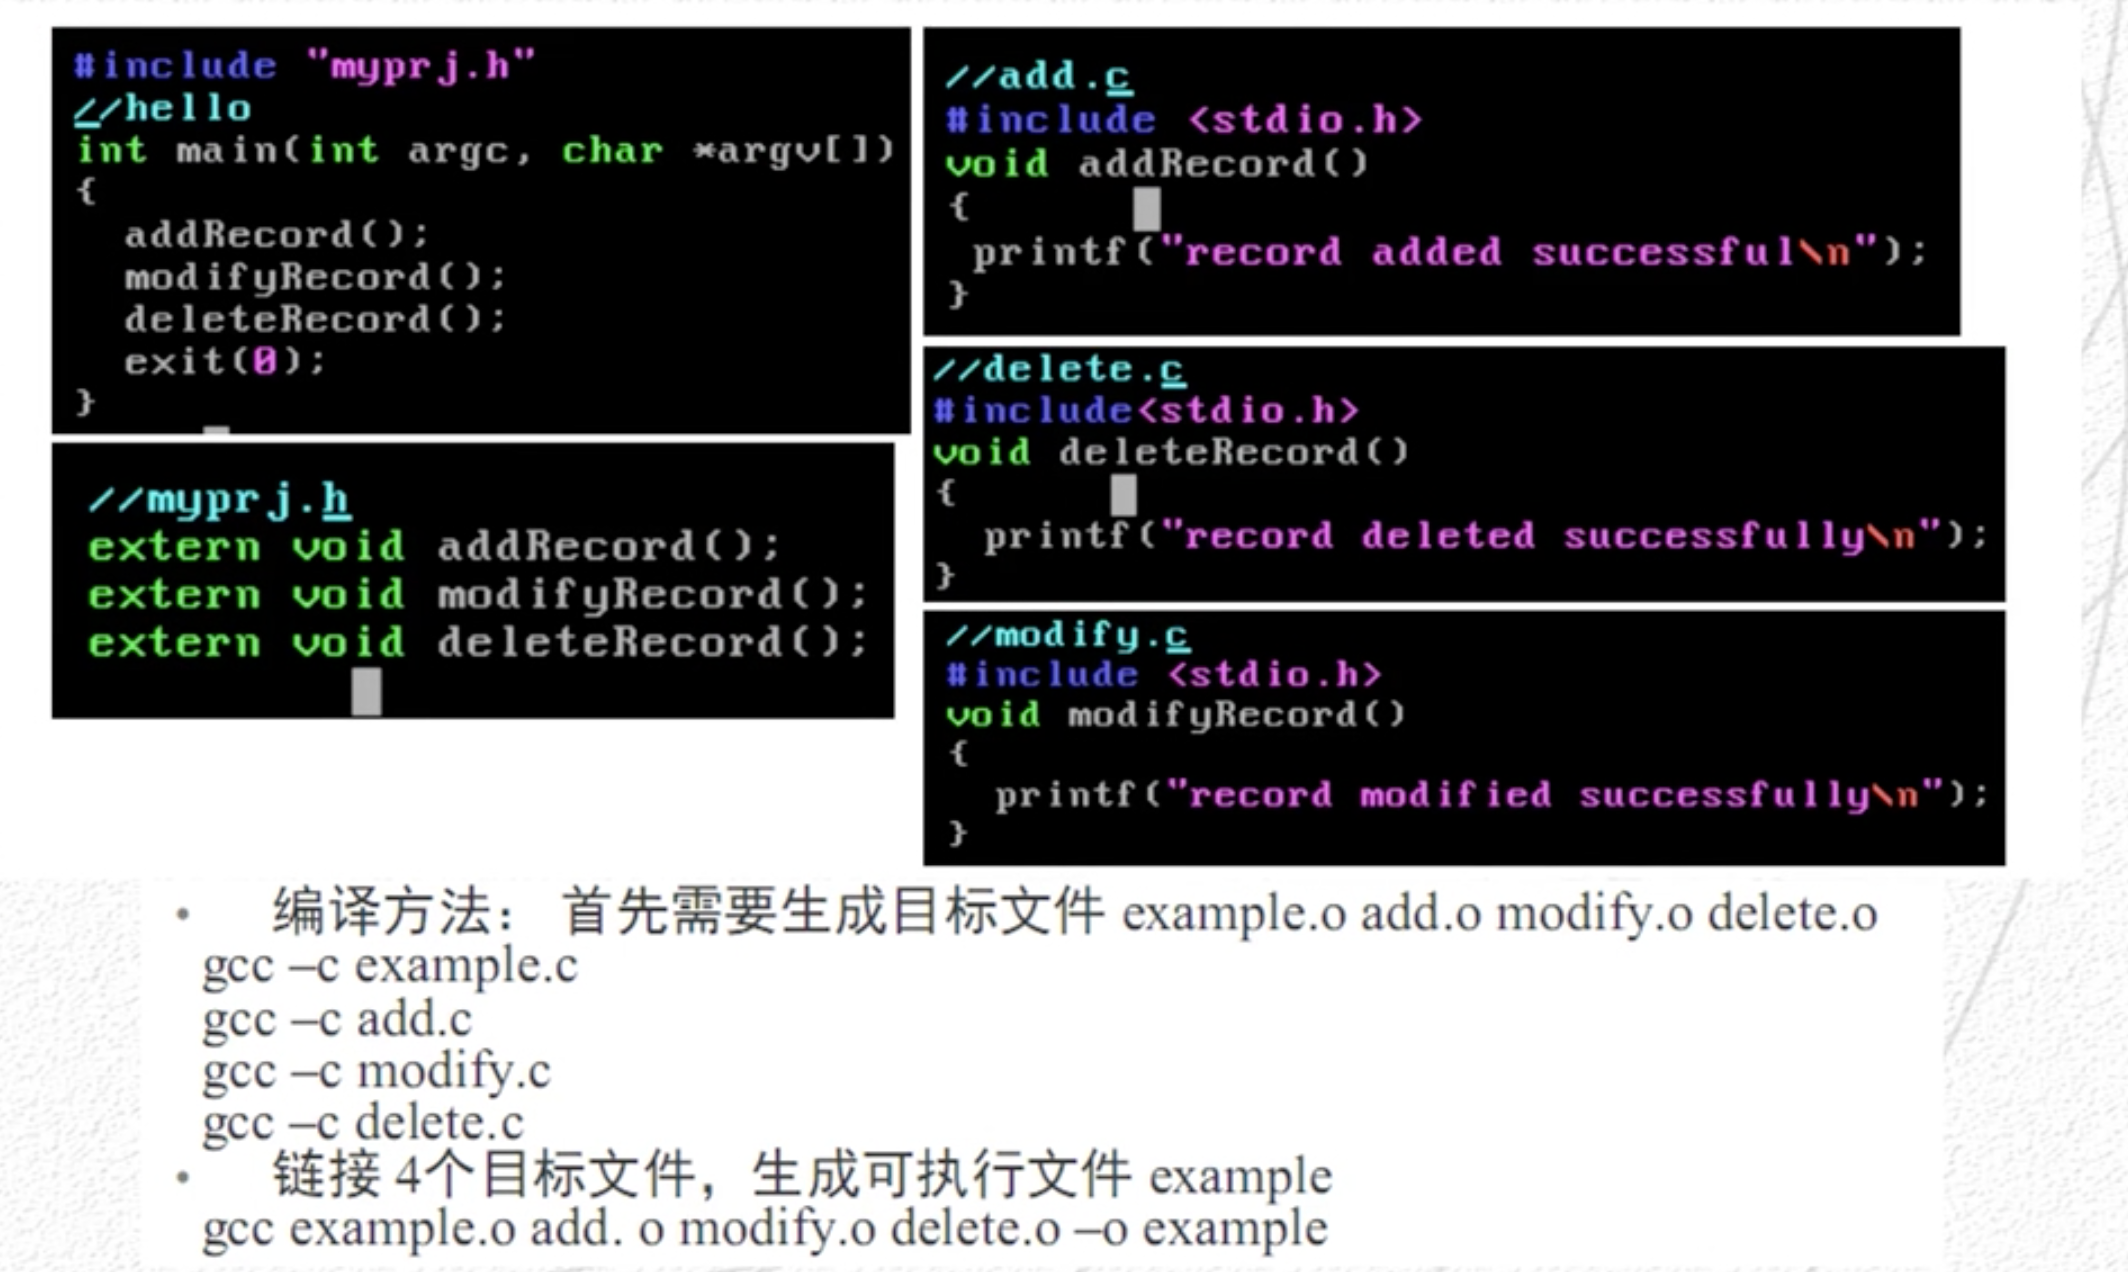 #include "myprj.h"
//hello
int main(int argc, char *argv[])
{
addRecord();
modifyRecord();
deleteRecord();
exit(0);
}
//myprj.h
extern void addRecord();
extern void modifyRecord();
extern void deleteRecord();
//add.c
#include <stdio.h>
void addRecord()
{
printf("record added successful\n");
}
//delete.c
#include<stdio.h>
void deleteRecord()
{
printf("record deleted successfully\n");
}
//modify.c
#include <stdio.h>
void modifyRecord()
{
printf("record modified successfully\n");
}
• 编译方法： 首先需要生成目标文件 example.o add.o modify.o delete.o
gcc –c example.c
gcc –c add.c
gcc –c modify.c
gcc –c delete.c
• 链接 4个目标文件，生成可执行文件 example
gcc example.o add. o modify.o delete.o –o example